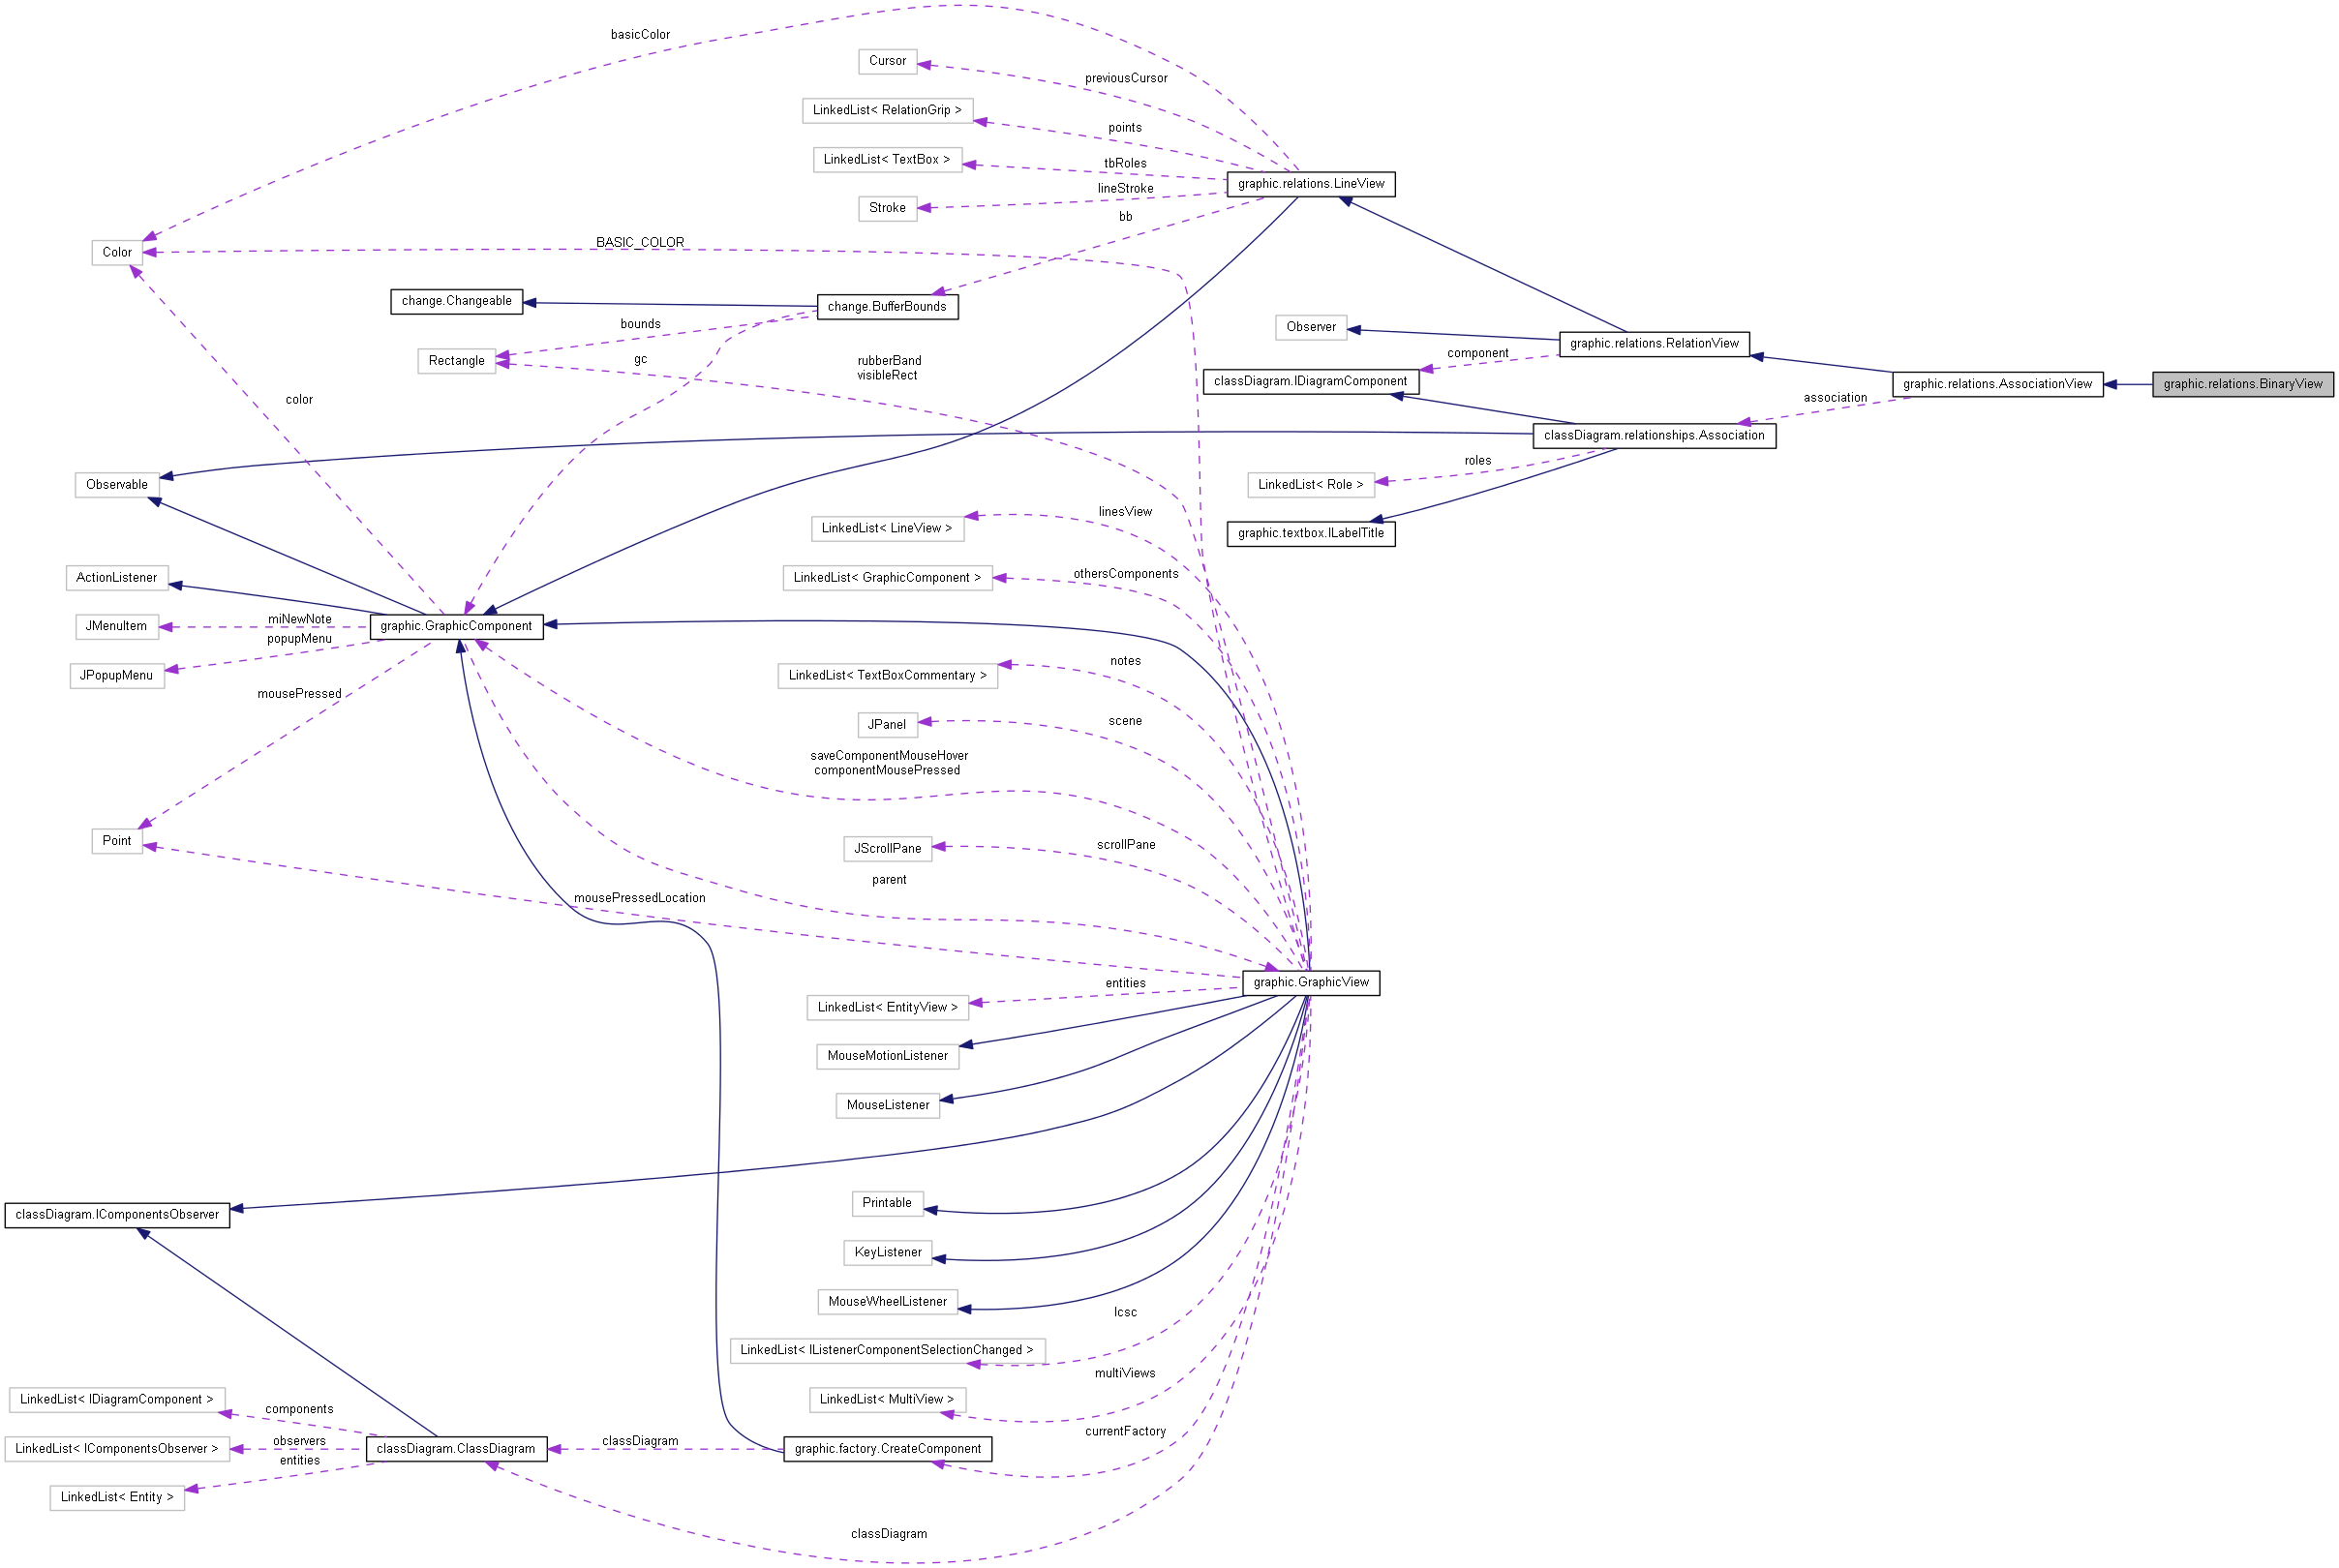 basicColor
Cursor
previousCursor
LinkedList< RelationGrip >
points
LinkedList< TextBox >
tbRoles
graphic.relations.LineView
lineStroke
Stroke
bb
BASIC_COLOR
Color
change.Changeable
change.BufferBounds
bounds
Observer
graphic.relations.RelationView
Rectangle
gc
rubberBand
visibleRect
component
classDiagram.IDiagramComponent
graphic.relations.AssociationView
graphic.relations.BinaryView
color
association
classDiagram.relationships.Association
roles
Observable
LinkedList< Role >
linesView
LinkedList< LineView >
graphic.textbox.ILabelTitle
othersComponents
ActionListener
LinkedList< GraphicComponent >
miNewNote
JMenuItem
graphic.GraphicComponent
popupMenu
notes
JPopupMenu
LinkedList< TextBoxCommentary >
mousePressed
scene
JPanel
saveComponentMouseHover
componentMousePressed
Point
scrollPane
JScrollPane
parent
mousePressedLocation
graphic.GraphicView
entities
LinkedList< EntityView >
MouseMotionListener
MouseListener
Printable
classDiagram.IComponentsObserver
KeyListener
MouseWheelListener
lcsc
LinkedList< IListenerComponentSelectionChanged >
multiViews
LinkedList< IDiagramComponent >
components
LinkedList< MultiView >
currentFactory
observers
classDiagram
LinkedList< IComponentsObserver >
classDiagram.ClassDiagram
graphic.factory.CreateComponent
entities
LinkedList< Entity >
classDiagram